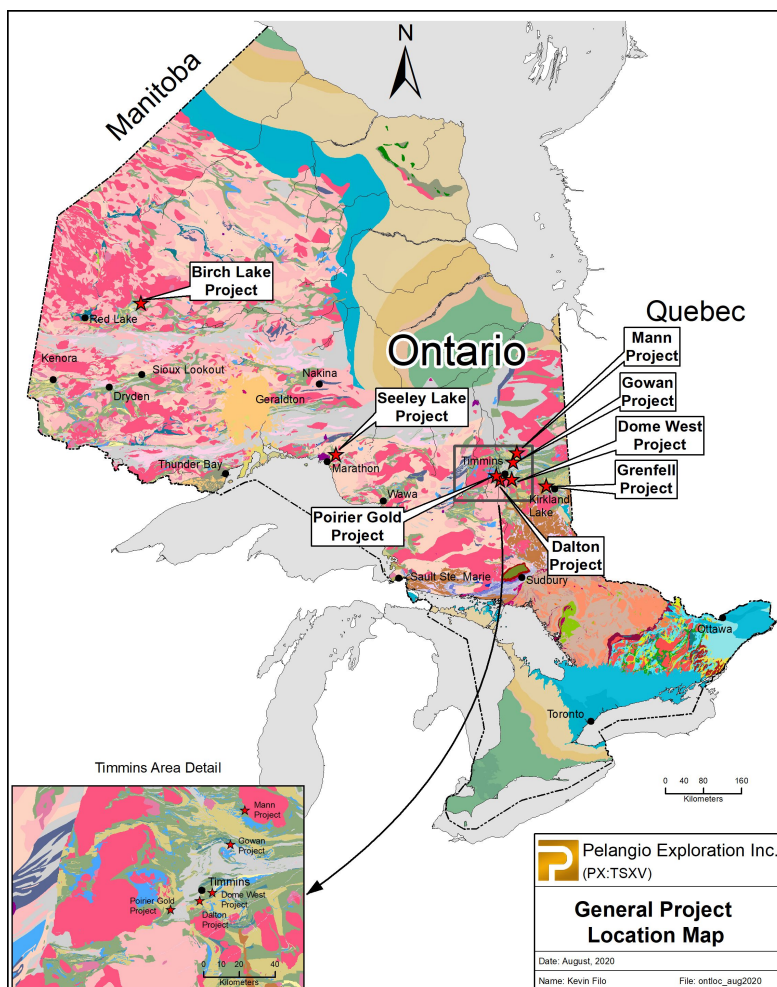 N
Manitoba
Birch Lake
Project
Red Lake
Quebec
Ontario
Mann
Project
Kenora
Sioux Lookout
Dryden
Nakina
Geraldton
Seeley Lake
Project
Gowan
Project
Dome West
Project
Thunder Bay
Marathon
Timmins
Grenfell
Project
Wawa
Kirkland
Lake
Poirier Gold
Project
Dalton
Project
Sault Ste. Marie
Sudbury
Ottawa
Toronto
Timmins Area Detail
0 40 80 160
Kilometers
Mann
Project
Gowan
Project
Timmins
Dome West
Project
Poirier Gold
Project
Dalton
Project
0 10 20 40
Kilometers
Pelangio Exploration Inc.
(PX:TSXV)
General Project
Location Map
Date: August, 2020
Name: Kevin Filo
File: ontloc_aug2020